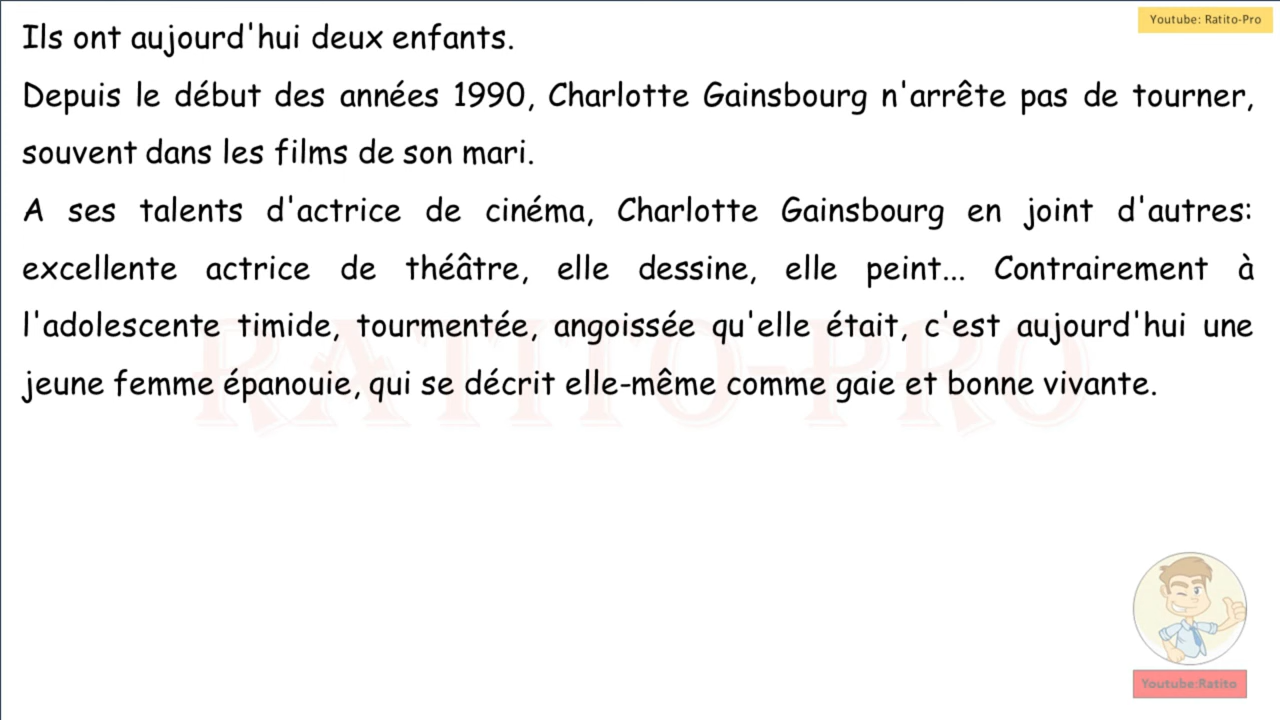 Youtube: Ratito-Pro
Ils ont aujourd'hui deux enfants.
Depuis le début des années 1990, Charlotte Gainsbourg n'arrête pas de tourner,
souvent dans les films de son mari.
A ses talents d'actrice de cinéma, Charlotte Gainsbourg en joint d'autres:
excellente actrice de théâtre, elle dessine, elle peint... Contrairement à
l'adolescente timide, tourmentée, angoissée qu'elle était, c'est aujourd'hui une
jeune femme épanouie, qui se décrit elle-même comme gaie et bonne vivante.
RATITO-PRO
Youtube:Ratito